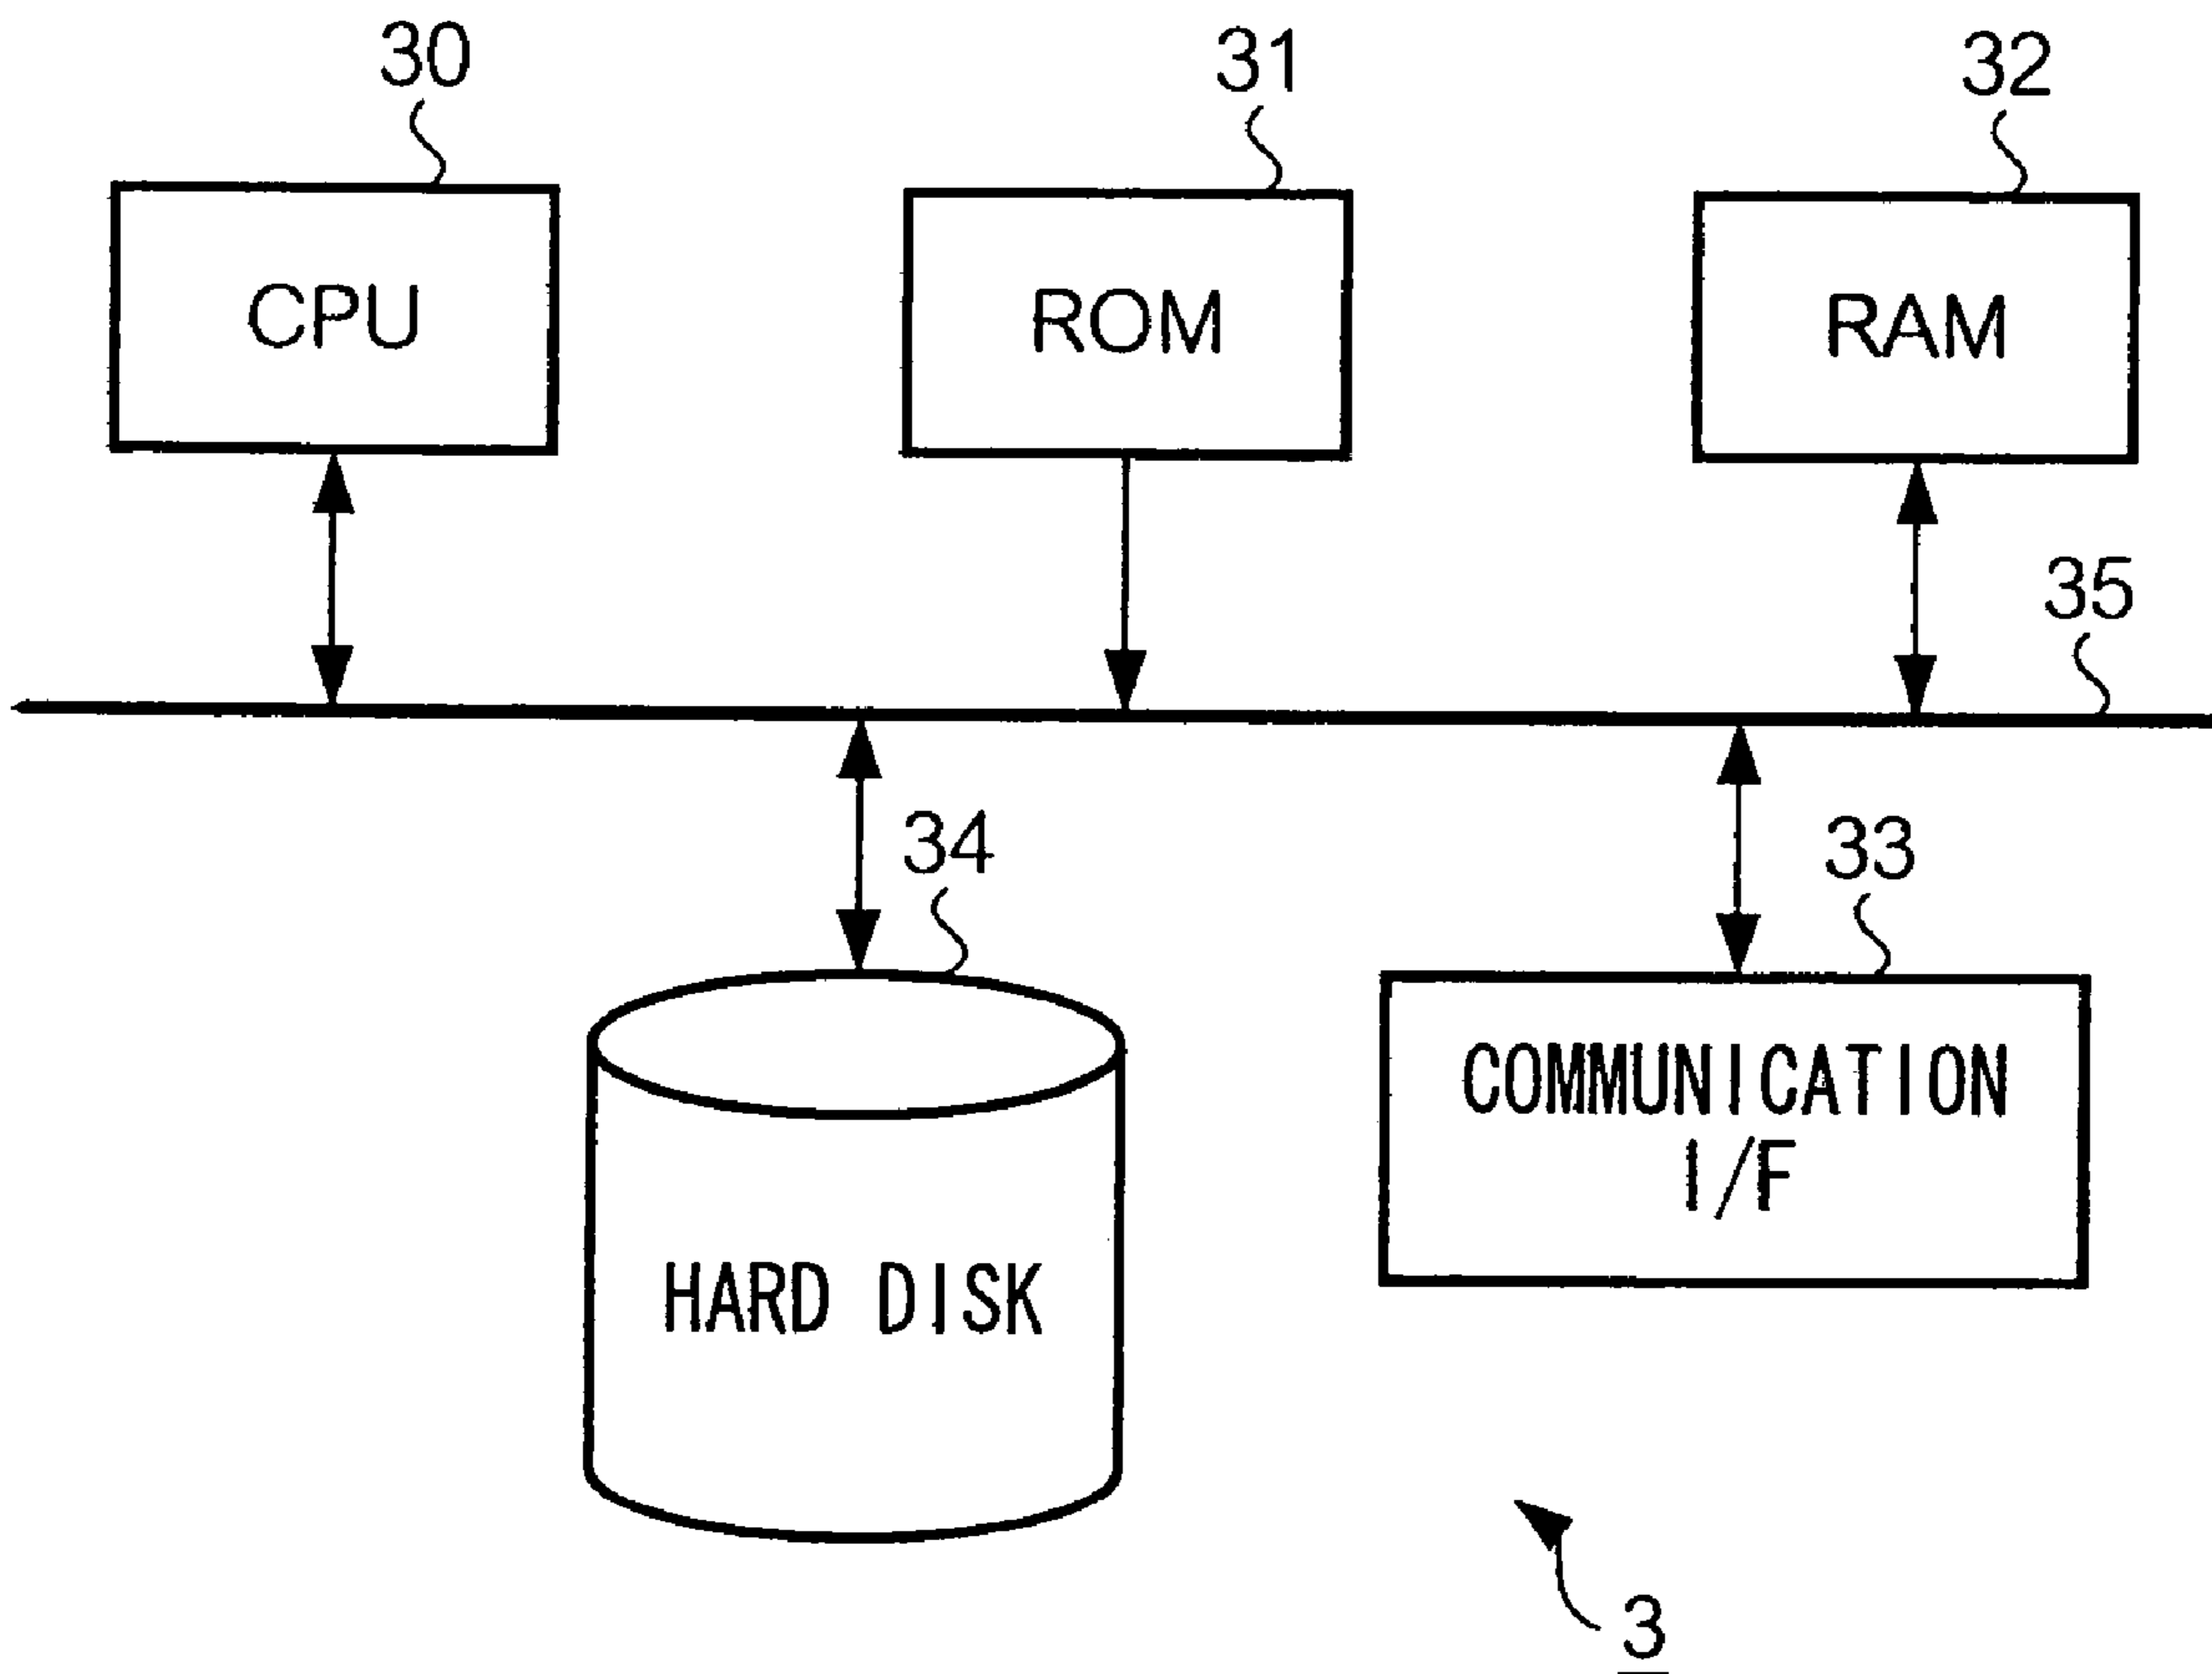 30
31
32
CPU
ROM
RAM
35
34
33
COMMUNICATION
I/F
HARD DISK
3